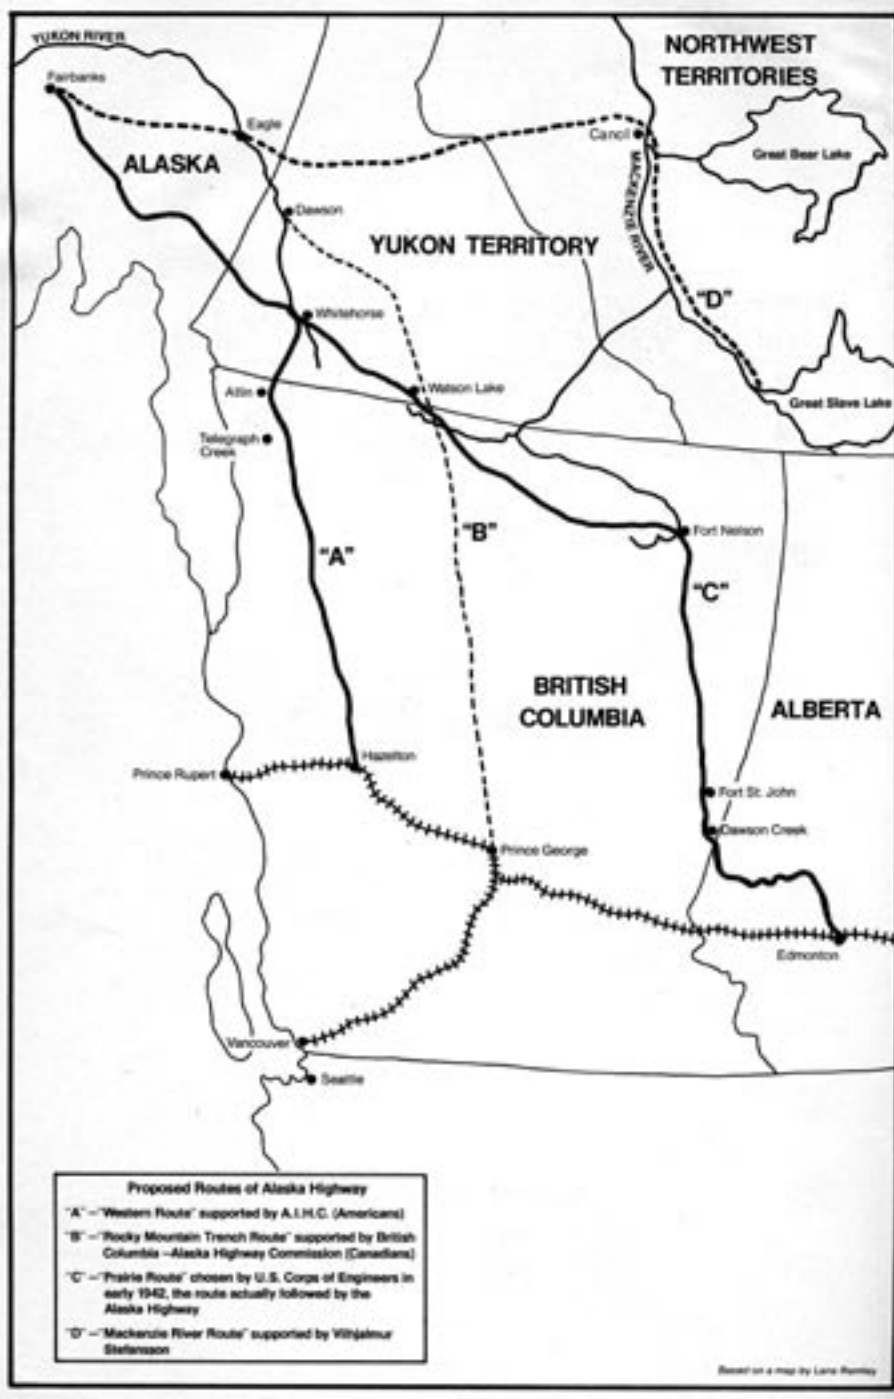 YUKON RIVER
NORTHWEST
TERRITORIES
Fairbanks
Eagle
Canol
Great Bear Lake
ALASKA
MACKENZIE RIVER
Dawson
YUKON TERRITORY
"D"
Whitehorse
Atlin
Watson Lake
Great Slave Lake
Telegraph
Creek
"A"
"B"
Fort Nelson
"C"
BRITISH
COLUMBIA
ALBERTA
Hazelton
Prince Rupert
Fort St. John
Dawson Creek
Prince George
Edmonton
Vancouver
Seattle
Proposed Routes of Alaska Highway
"A" – "Western Route" supported by A.I.H.C. (Americans)
"B" – "Rocky Mountain Trench Route" supported by British
Columbia – Alaska Highway Commission (Canadians)
"C" – "Prairie Route" chosen by U.S. Corps of Engineers in
early 1942, the route actually followed by the
Alaska Highway
"D" – "Mackenzie River Route" supported by Vilhjalmur
Stefansson
Based on a map by